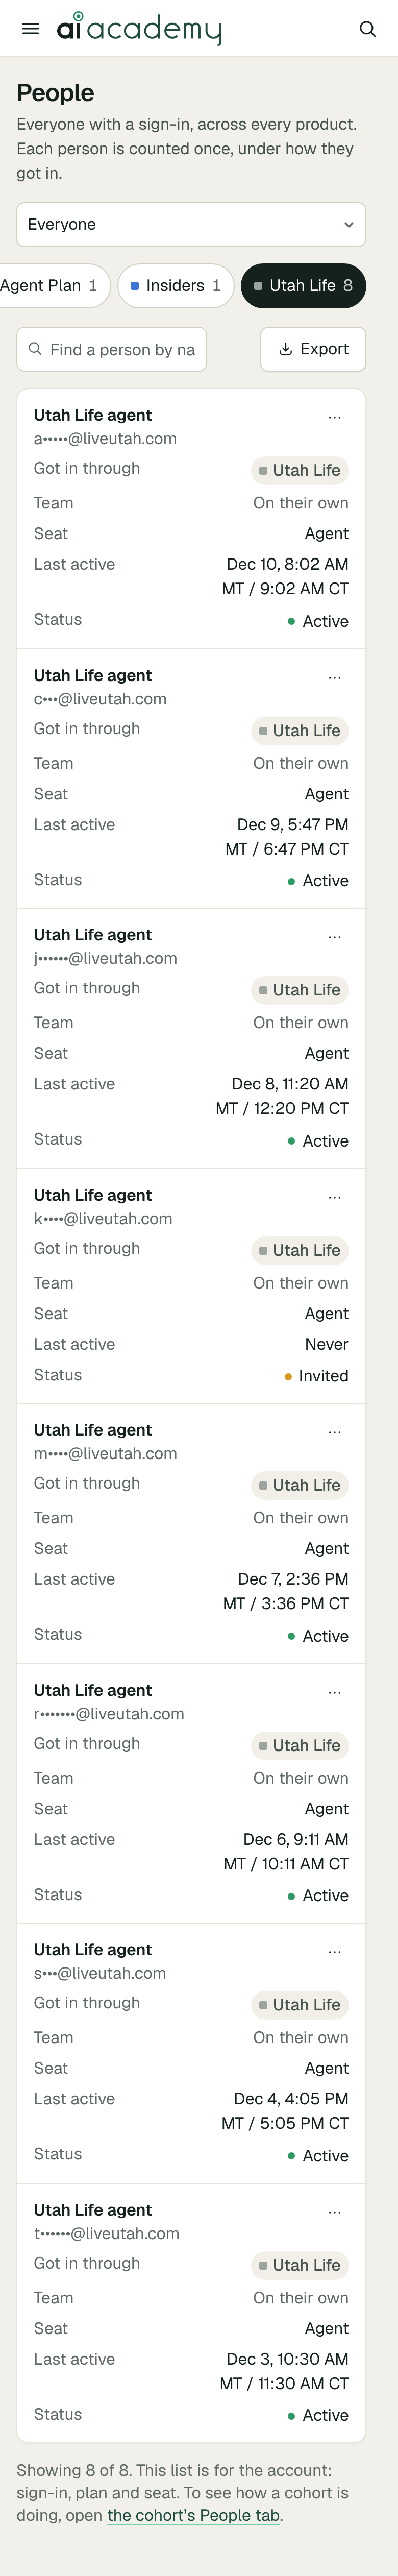 ai academy
People
Everyone with a sign-in, across every product.
Each person is counted once, under how they
got in.
Everyone
Agent Plan 1
Insiders 1
Utah Life 8
Find a person by na
Export
Utah Life agent
...
a•••••@liveutah.com
Got in through Utah Life
Team On their own
Seat Agent
Last active Dec 10, 8:02 AM
MT / 9:02 AM CT
Status Active
Utah Life agent
...
c•••@liveutah.com
Got in through Utah Life
Team On their own
Seat Agent
Last active Dec 9, 5:47 PM
MT / 6:47 PM CT
Status Active
Utah Life agent
...
j••••••@liveutah.com
Got in through Utah Life
Team On their own
Seat Agent
Last active Dec 8, 11:20 AM
MT / 12:20 PM CT
Status Active
Utah Life agent
...
k••••@liveutah.com
Got in through Utah Life
Team On their own
Seat Agent
Last active Never
Status Invited
Utah Life agent
...
m••••@liveutah.com
Got in through Utah Life
Team On their own
Seat Agent
Last active Dec 7, 2:36 PM
MT / 3:36 PM CT
Status Active
Utah Life agent
...
r•••••••@liveutah.com
Got in through Utah Life
Team On their own
Seat Agent
Last active Dec 6, 9:11 AM
MT / 10:11 AM CT
Status Active
Utah Life agent
...
s•••@liveutah.com
Got in through Utah Life
Team On their own
Seat Agent
Last active Dec 4, 4:05 PM
MT / 5:05 PM CT
Status Active
Utah Life agent
...
t••••••@liveutah.com
Got in through Utah Life
Team On their own
Seat Agent
Last active Dec 3, 10:30 AM
MT / 11:30 AM CT
Status Active
Showing 8 of 8. This list is for the account:
sign-in, plan and seat. To see how a cohort is
doing, open the cohort’s People tab.